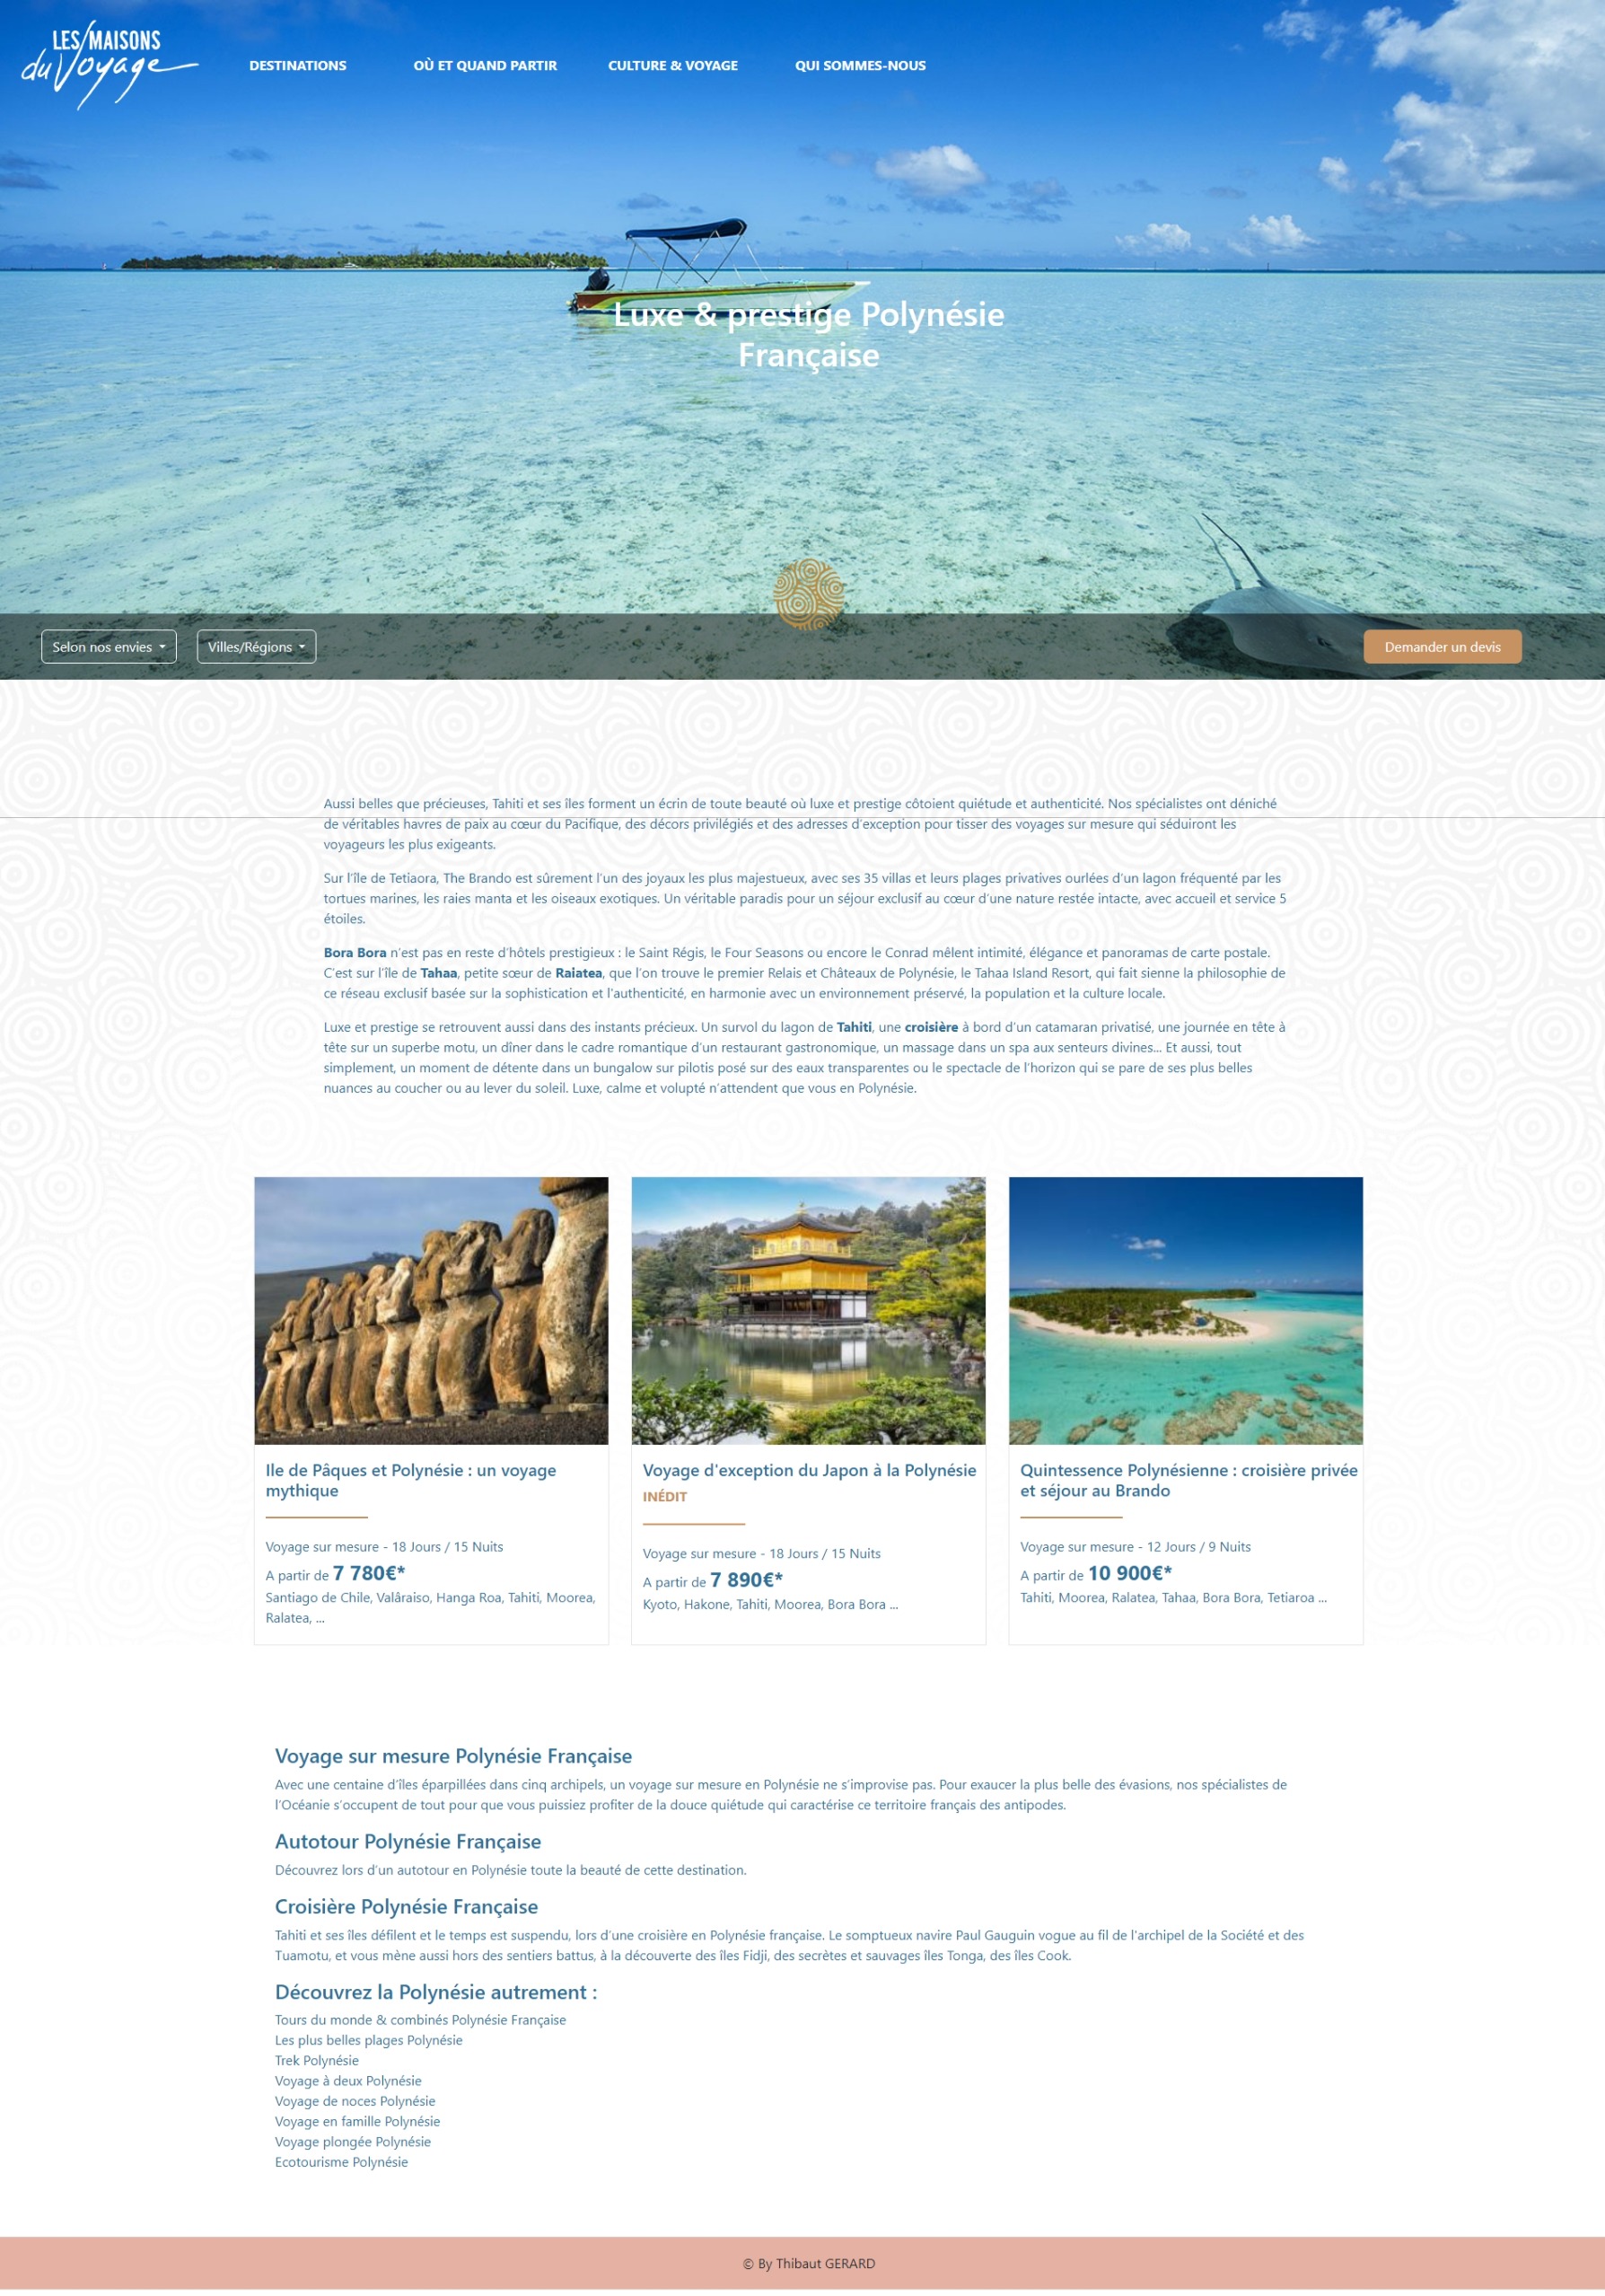 LES MAISONS
du Voyage
DESTINATIONS
OÙ ET QUAND PARTIR
CULTURE & VOYAGE
QUI SOMMES-NOUS
Luxe & prestige Polynésie
Française
Selon nos envies
Villes/Régions
Demander un devis
Aussi belles que précieuses, Tahiti et ses îles forment un écrin de toute beauté où luxe et prestige côtoient quiétude et authenticité. Nos spécialistes ont déniché
de véritables havres de paix au cœur du Pacifique, des décors privilégiés et des adresses d'exception pour tisser des voyages sur mesure qui séduiront les
voyageurs les plus exigeants.
Sur l'île de Tetiaora, The Brando est sûrement l'un des joyaux les plus majestueux, avec ses 35 villas et leurs plages privatives ourlées d'un lagon fréquenté par les
tortues marines, les raies manta et les oiseaux exotiques. Un véritable paradis pour un séjour exclusif au cœur d'une nature restée intacte, avec accueil et service 5
étoiles.
Bora Bora n'est pas en reste d'hôtels prestigieux : le Saint Régis, le Four Seasons ou encore le Conrad mêlent intimité, élégance et panoramas de carte postale.
C'est sur l'île de Tahaa, petite sœur de Raiatea, que l'on trouve le premier Relais et Châteaux de Polynésie, le Tahaa Island Resort, qui fait sienne la philosophie de
ce réseau exclusif basée sur la sophistication et l'authenticité, en harmonie avec un environnement préservé, la population et la culture locale.
Luxe et prestige se retrouvent aussi dans des instants précieux. Un survol du lagon de Tahiti, une croisière à bord d'un catamaran privatisé, une journée en tête à
tête sur un superbe motu, un dîner dans le cadre romantique d'un restaurant gastronomique, un massage dans un spa aux senteurs divines... Et aussi, tout
simplement, un moment de détente dans un bungalow sur pilotis posé sur des eaux transparentes ou le spectacle de l'horizon qui se pare de ses plus belles
nuances au coucher ou au lever du soleil. Luxe, calme et volupté n'attendent que vous en Polynésie.
Ile de Pâques et Polynésie : un voyage
mythique
Voyage sur mesure - 18 Jours / 15 Nuits
A partir de 7 780€*
Santiago de Chile, Valâraiso, Hanga Roa, Tahiti, Moorea,
Ralatea, ...
Voyage d'exception du Japon à la Polynésie
INÉDIT
Voyage sur mesure - 18 Jours / 15 Nuits
A partir de 7 890€*
Kyoto, Hakone, Tahiti, Moorea, Bora Bora ...
Quintessence Polynésienne : croisière privée
et séjour au Brando
Voyage sur mesure - 12 Jours / 9 Nuits
A partir de 10 900€*
Tahiti, Moorea, Ralatea, Tahaa, Bora Bora, Tetiaroa ...
Voyage sur mesure Polynésie Française
Avec une centaine d'îles éparpillées dans cinq archipels, un voyage sur mesure en Polynésie ne s'improvise pas. Pour exaucer la plus belle des évasions, nos spécialistes de
l'Océanie s'occupent de tout pour que vous puissiez profiter de la douce quiétude qui caractérise ce territoire français des antipodes.
Autotour Polynésie Française
Découvrez lors d'un autotour en Polynésie toute la beauté de cette destination.
Croisière Polynésie Française
Tahiti et ses îles défilent et le temps est suspendu, lors d'une croisière en Polynésie française. Le somptueux navire Paul Gauguin vogue au fil de l'archipel de la Société et des
Tuamotu, et vous mène aussi hors des sentiers battus, à la découverte des îles Fidji, des secrètes et sauvages îles Tonga, des îles Cook.
Découvrez la Polynésie autrement :
Tours du monde & combinés Polynésie Française
Les plus belles plages Polynésie
Trek Polynésie
Voyage à deux Polynésie
Voyage de noces Polynésie
Voyage en famille Polynésie
Voyage plongée Polynésie
Ecotourisme Polynésie
© By Thibaut GERARD